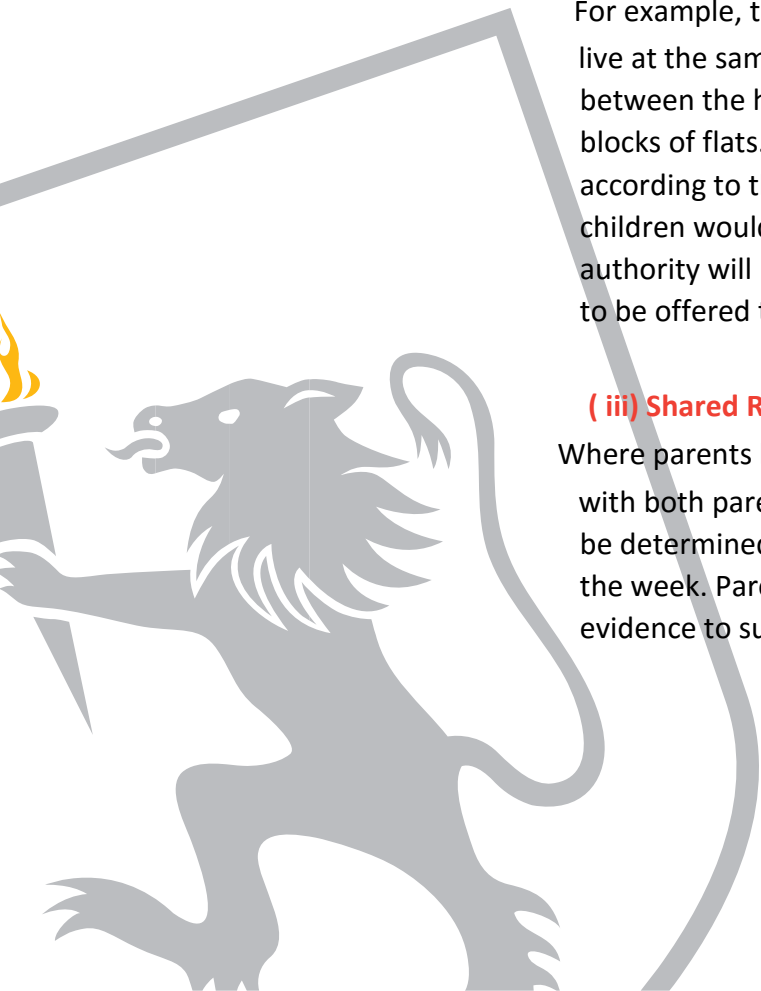 For example, t
live at the sam
between the h
blocks of flats.
according to t
children would
authority will
to be offered t
( iii) Shared R
Where parents
with both pare
be determined
the week. Pare
evidence to su